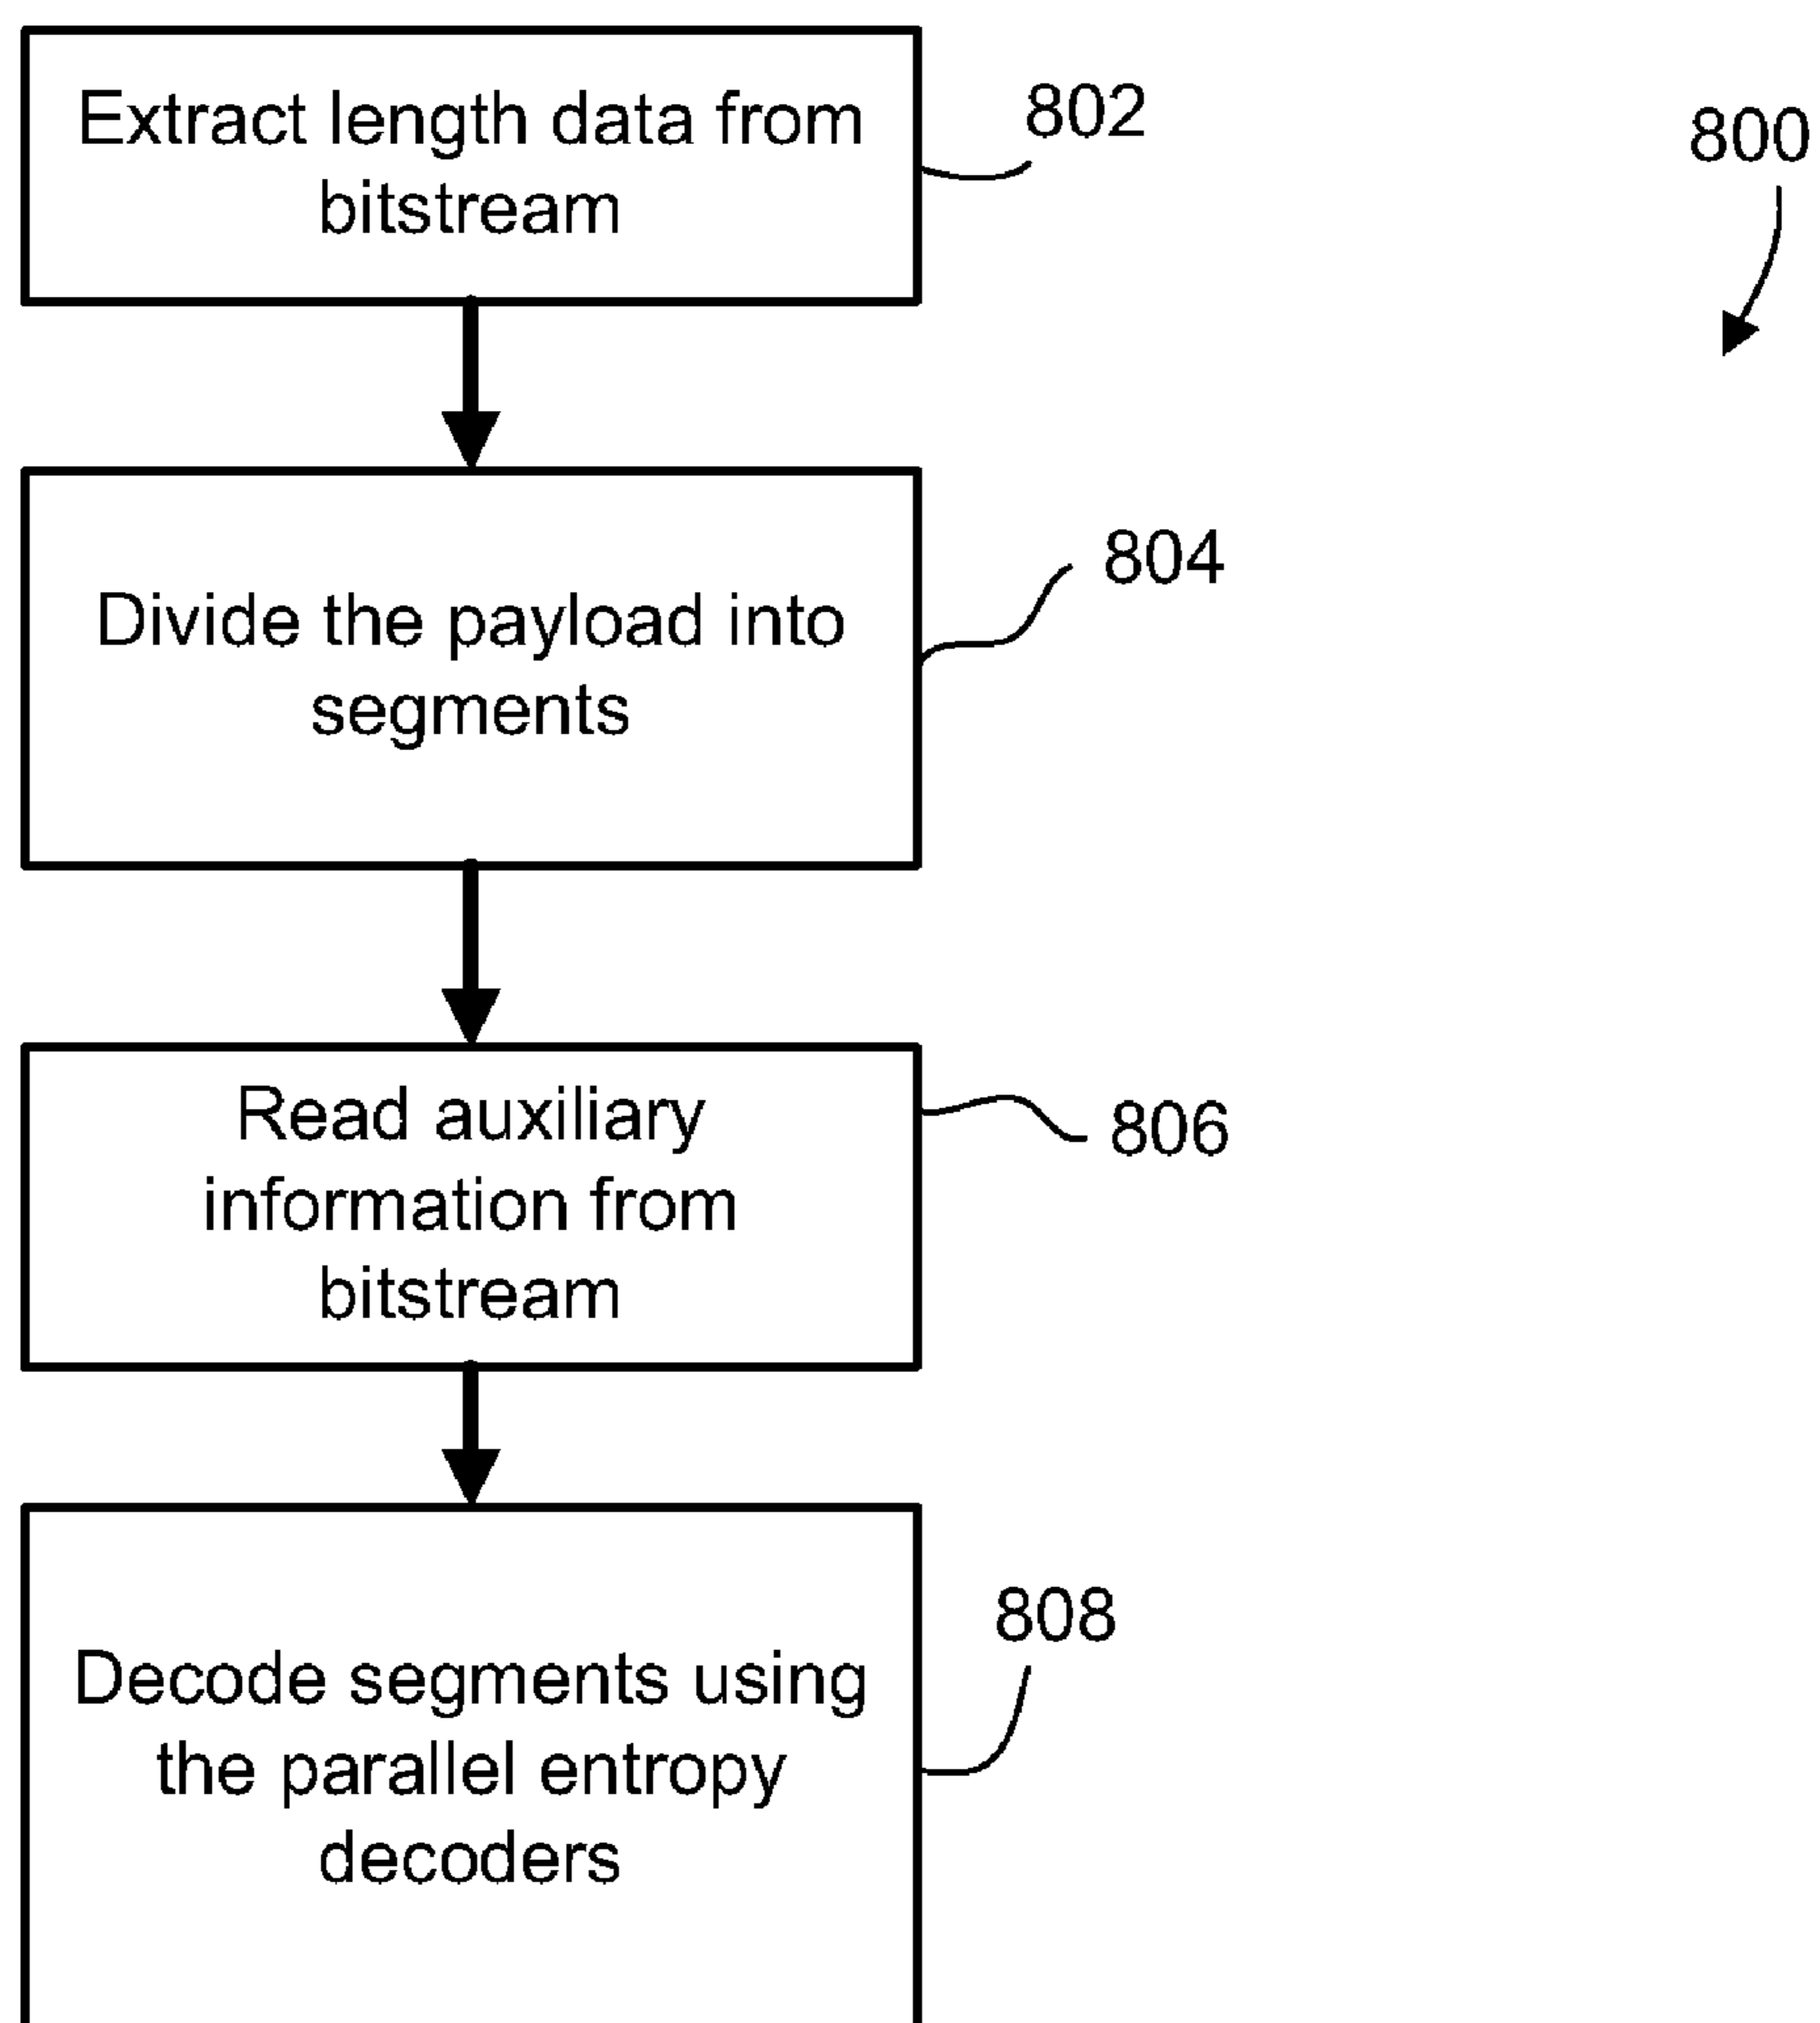 Extract length data from
bitstream
802
800
Divide the payload into
segments
804
Read auxiliary
information from
bitstream
806
Decode segments using
the parallel entropy
decoders
808